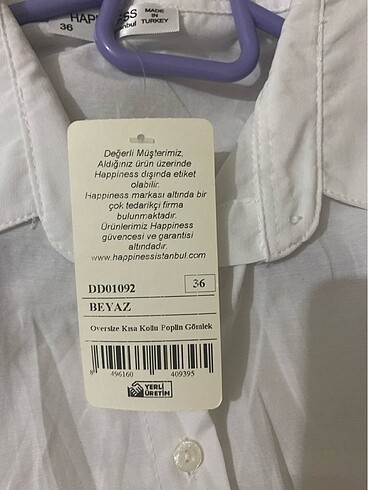 HAPPINESS
istanbul
36
MADE
IN
TURKEY
Değerli Müşterimiz,
Aldığınız ürün üzerinde
Happiness dışında etiket
olabilir.
Happiness markası altında bir
çok tedarikçi firma
bulunmaktadır.
Ürünlerimiz Happiness
güvencesi ve garantisi
altındadır.
www.happinessistanbul.com
DD01092 36
BEYAZ
Oversize Kısa Kollu Poplin Gömlek
8 496160 409395
YERLİ
ÜRETİM